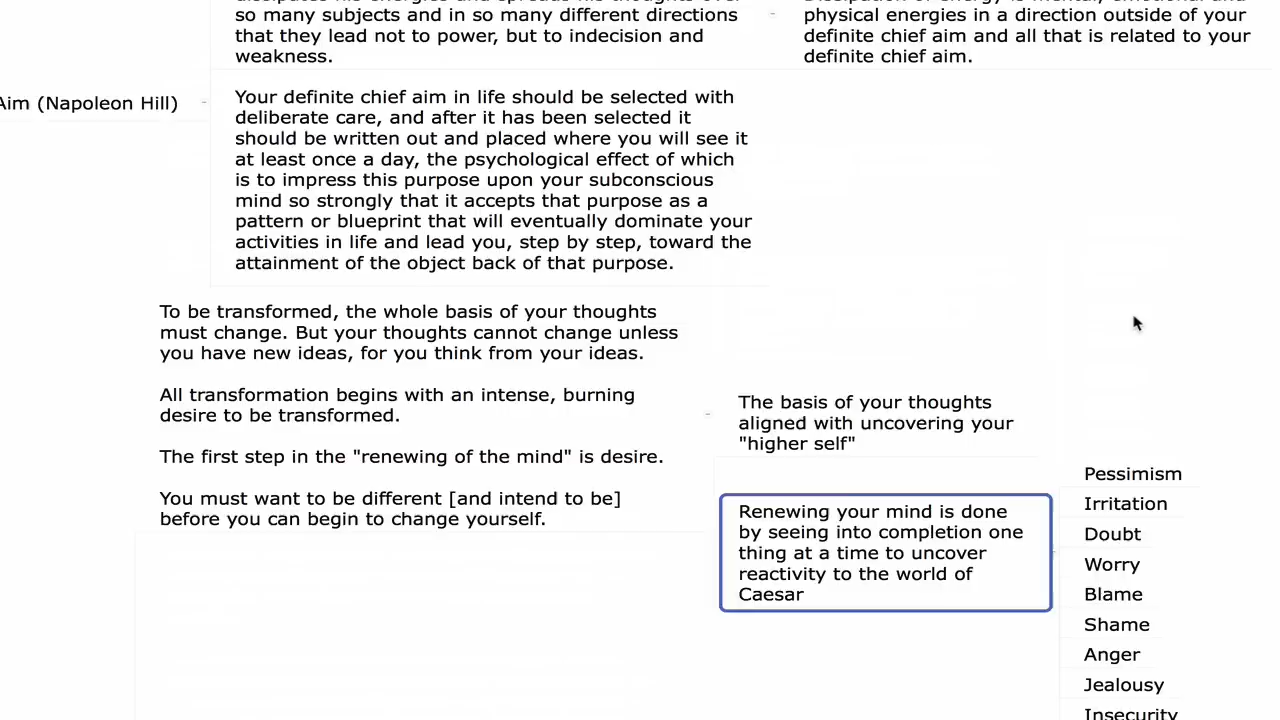 so many subjects and in so many different directions
that they lead not to power, but to indecision and
weakness.
physical energies in a direction outside of your
definite chief aim and all that is related to your
definite chief aim.
Aim (Napoleon Hill)
Your definite chief aim in life should be selected with
deliberate care, and after it has been selected it
should be written out and placed where you will see it
at least once a day, the psychological effect of which
is to impress this purpose upon your subconscious
mind so strongly that it accepts that purpose as a
pattern or blueprint that will eventually dominate your
activities in life and lead you, step by step, toward the
attainment of the object back of that purpose.
To be transformed, the whole basis of your thoughts
must change. But your thoughts cannot change unless
you have new ideas, for you think from your ideas.
All transformation begins with an intense, burning
desire to be transformed.
The first step in the "renewing of the mind" is desire.
You must want to be different [and intend to be]
before you can begin to change yourself.
The basis of your thoughts
aligned with uncovering your
"higher self"
Renewing your mind is done
by seeing into completion one
thing at a time to uncover
reactivity to the world of
Caesar
Pessimism
Irritation
Doubt
Worry
Blame
Shame
Anger
Jealousy
Insecurity